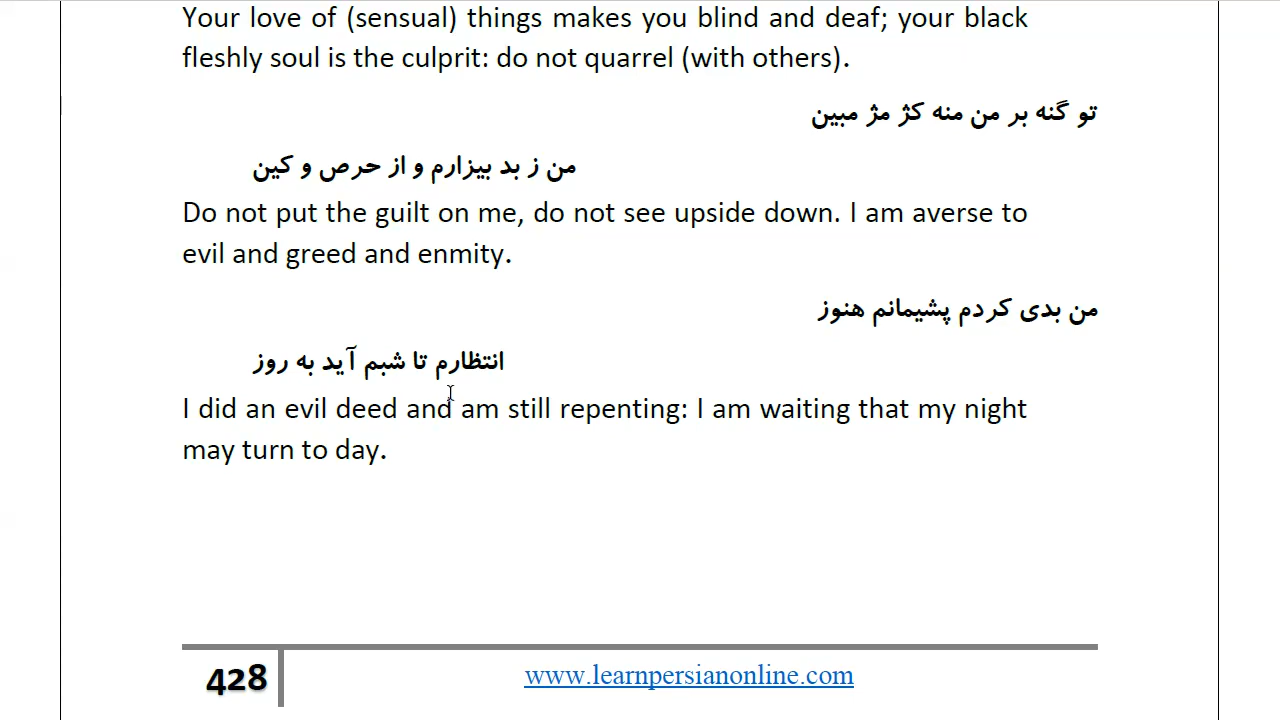 Your love of (sensual) things makes you blind and deaf; your black
fleshly soul is the culprit: do not quarrel (with others).
تو گنه بر من منه کژ مژ مبین
من ز بد بیزارم و از حرص و کین
Do not put the guilt on me, do not see upside down. I am averse to
evil and greed and enmity.
من بدی کردم پشیمانم هنوز
انتظارم تا شبم آید به روز
I did an evil deed and am still repenting: I am waiting that my night
may turn to day.
428
www.learnpersianonline.com